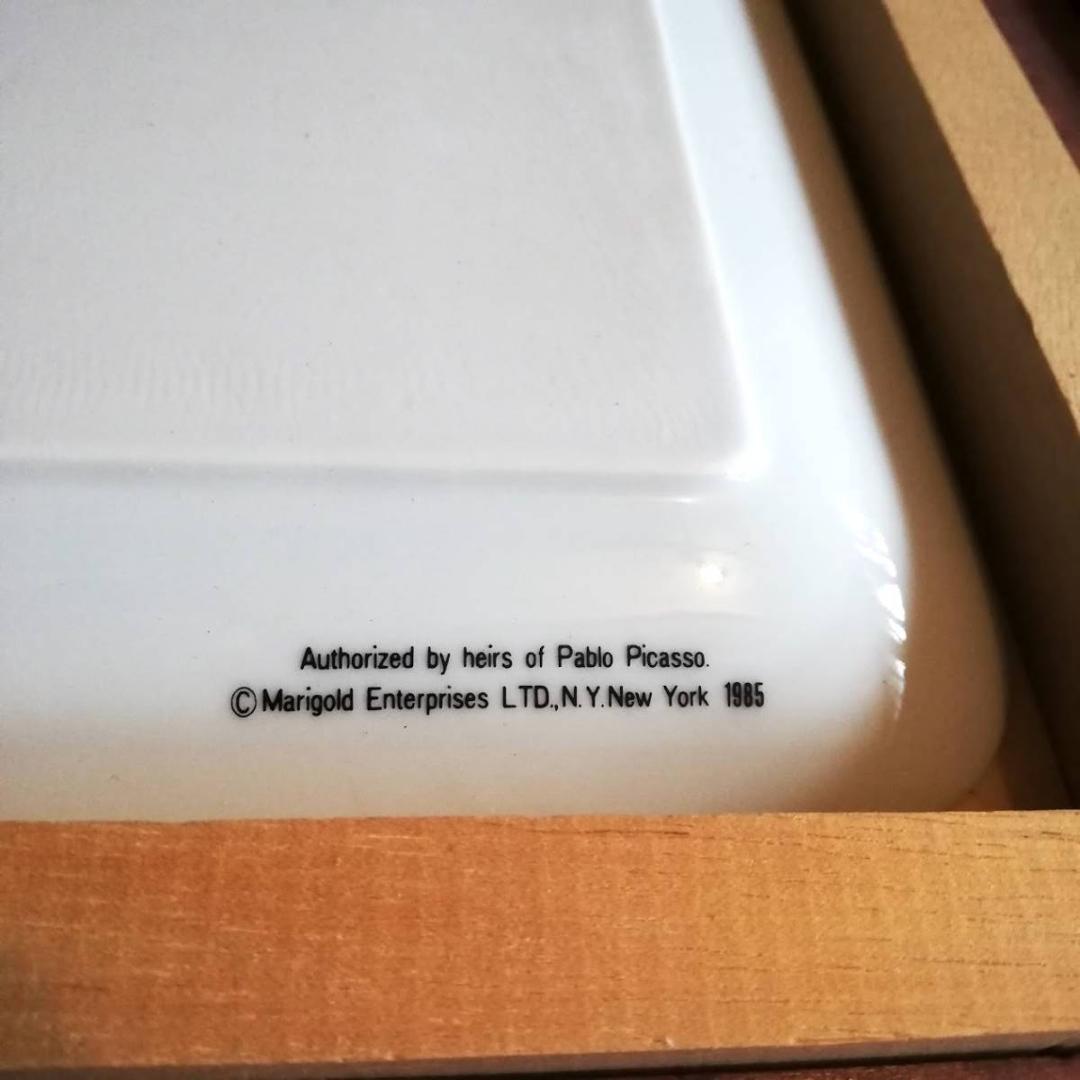 Authorized by heirs of Pablo Picasso.
©Marigold Enterprises LTD.,N.Y.New York 1985